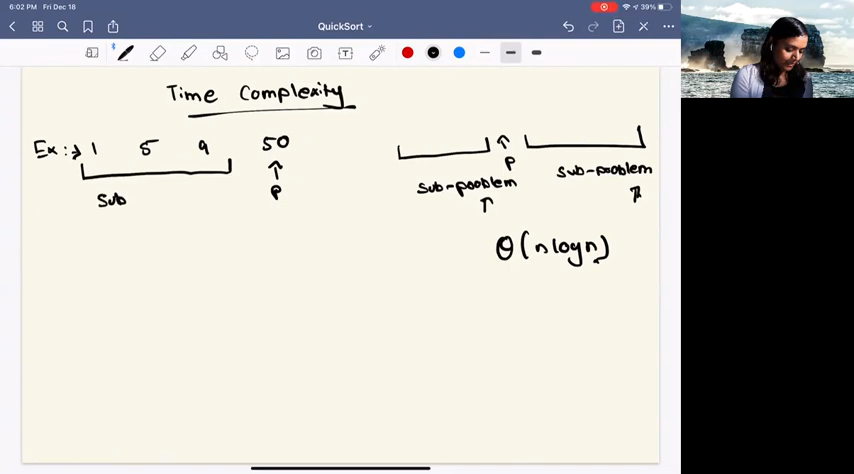 6:02 PM Fri Dec 18
39%
QuickSort
Time Complexity
Ex:→ 1 5 9 50
P
Sub
P
Sub-problem
Sub-problem
Θ(nlogn)